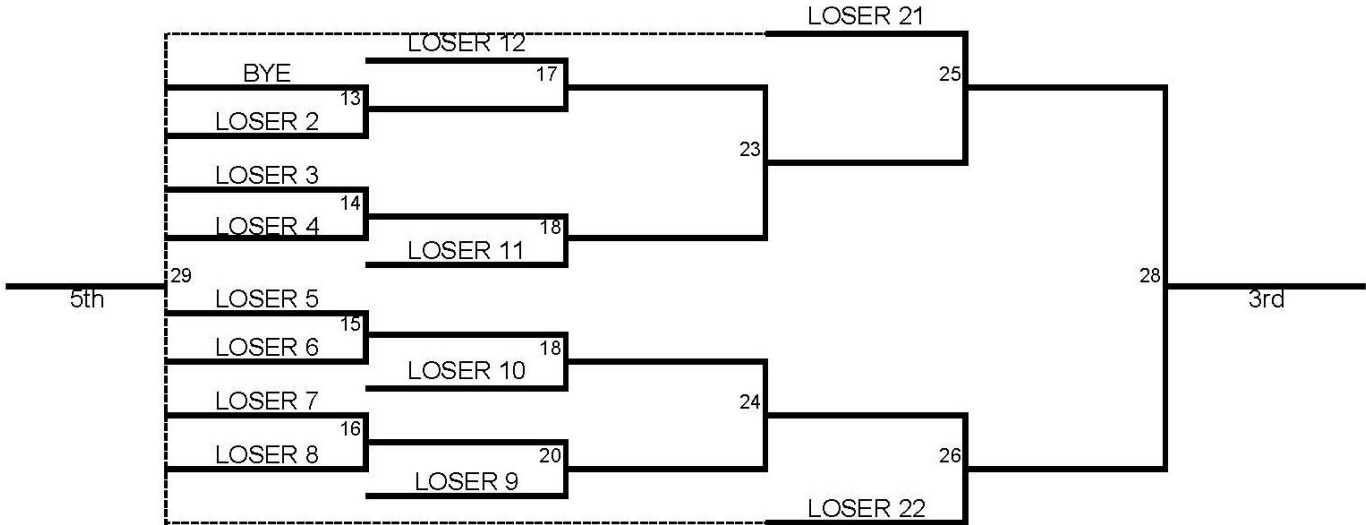 LOSER 21
LOSER 12
BYE
17
25
13
LOSER 2
23
LOSER 3
14
LOSER 4
18
LOSER 11
29
28
5th
LOSER 5
3rd
15
LOSER 6
18
LOSER 10
LOSER 7
24
16
LOSER 8
20
26
LOSER 9
LOSER 22